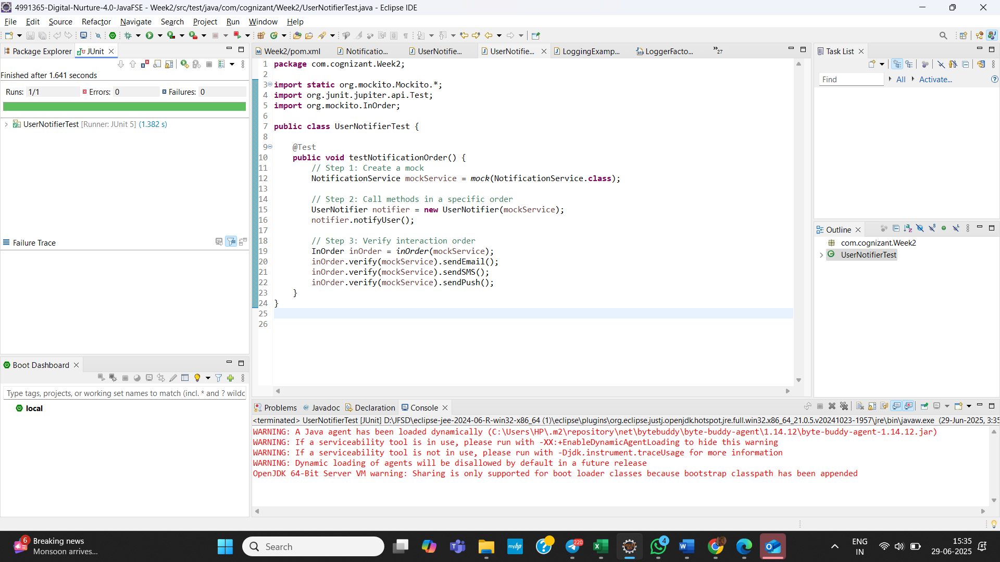 4991365-Digital-Nurture-4.0-JavaFSE - Week2/src/test/java/com/cognizant/Week2/UserNotifierTest.java - Eclipse IDE
File Edit Source Refactor Navigate Search Project Run Window Help
Package Explorer JUnit
Finished after 1.641 seconds
Runs: 1/1 Errors: 0 Failures: 0
UserNotifierTest [Runner: JUnit 5] (1.382 s)
Failure Trace
Boot Dashboard
Type tags, projects, or working set names to match (incl. * and ? wildc
local
Week2/pom.xml Notificatio... UserNotifie... UserNotifie... LoggingExamp... LoggerFacto... »27
1 package com.cognizant.Week2;
2
3 import static org.mockito.Mockito.*;
4 import org.junit.jupiter.api.Test;
5 import org.mockito.InOrder;
6
7 public class UserNotifierTest {
8
9 @Test
10 public void testNotificationOrder() {
11 // Step 1: Create a mock
12 NotificationService mockService = mock(NotificationService.class);
13
14 // Step 2: Call methods in a specific order
15 UserNotifier notifier = new UserNotifier(mockService);
16 notifier.notifyUser();
17
18 // Step 3: Verify interaction order
19 InOrder inOrder = inOrder(mockService);
20 inOrder.verify(mockService).sendEmail();
21 inOrder.verify(mockService).sendSMS();
22 inOrder.verify(mockService).sendPush();
23 }
24 }
25
26
Task List
Find All Activate...
Outline
com.cognizant.Week2
UserNotifierTest
Problems @ Javadoc Declaration Console
<terminated> UserNotifierTest [JUnit] D:\JFSD\eclipse-jee-2024-06-R-win32-x86_64 (1)\eclipse\plugins\org.eclipse.justj.openjdk.hotspot.jre.full.win32.x86_64_21.0.5.v20241023-1957\jre\bin\javaw.exe (29-Jun-2025, 3:35
WARNING: A Java agent has been loaded dynamically (C:\Users\HP\.m2\repository\net\bytebuddy\byte-buddy-agent\1.14.12\byte-buddy-agent-1.14.12.jar)
WARNING: If a serviceability tool is in use, please run with -XX:+EnableDynamicAgentLoading to hide this warning
WARNING: If a serviceability tool is not in use, please run with -Djdk.instrument.traceUsage for more information
WARNING: Dynamic loading of agents will be disallowed by default in a future release
OpenJDK 64-Bit Server VM warning: Sharing is only supported for boot loader classes because bootstrap classpath has been appended
6 Breaking news
Monsoon arrives...
Search
myhp
220
4
ENG
IN
15:35
29-06-2025